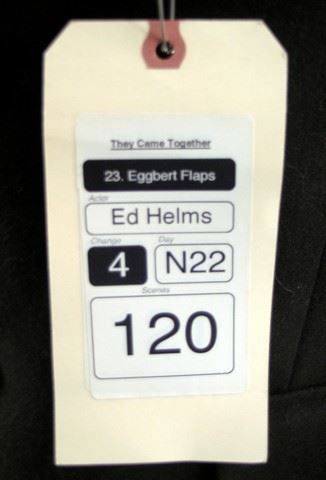 They Came Together
23. Eggbert Flaps
Actor
Ed Helms
Change Day
4 N22
Scenes
120